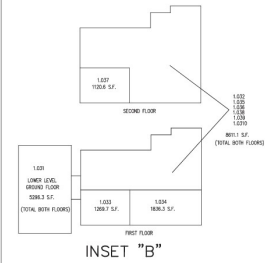 1.037
1120.6 S.F.
SECOND FLOOR
1.032
1.035
1.036
1.038
1.039
1.0310
8611.1 S.F.
(TOTAL BOTH FLOORS)
1.031
LOWER LEVEL
GROUND FLOOR
5286.3 S.F.
(TOTAL BOTH FLOORS)
1.033
1269.7 S.F.
1.034
1836.3 S.F.
FIRST FLOOR
INSET "B"